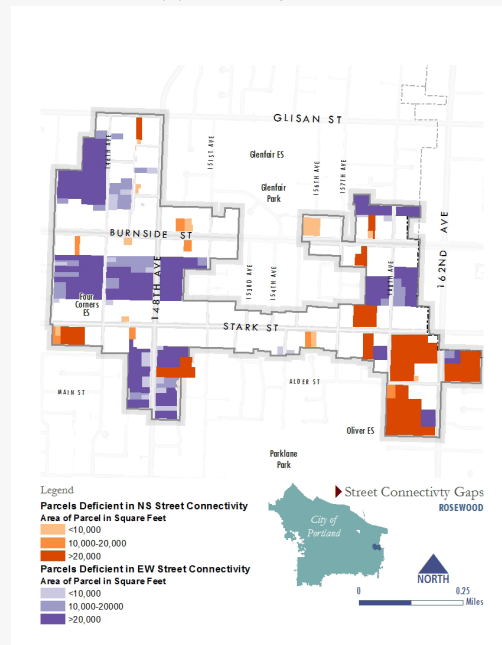 GLISAN ST
146TH AVE
151ST AVE
Glenfair ES
Glenfair
Park
156TH AVE
157TH AVE
162ND AVE
BURNSIDE ST
148TH AVE
153RD AVE
154TH AVE
Four
Corners
ES
STARK ST
MAIN ST
ALDER ST
Oliver ES
Parklane
Park
Legend
Parcels Deficient in NS Street Connectivity
Area of Parcel in Square Feet
<10,000
10,000-20,000
>20,000
Parcels Deficient in EW Street Connectivity
Area of Parcel in Square Feet
<10,000
10,000-20000
>20,000
City of
Portland
Street Connectivty Gaps
ROSEWOOD
NORTH
0 0.25
Miles